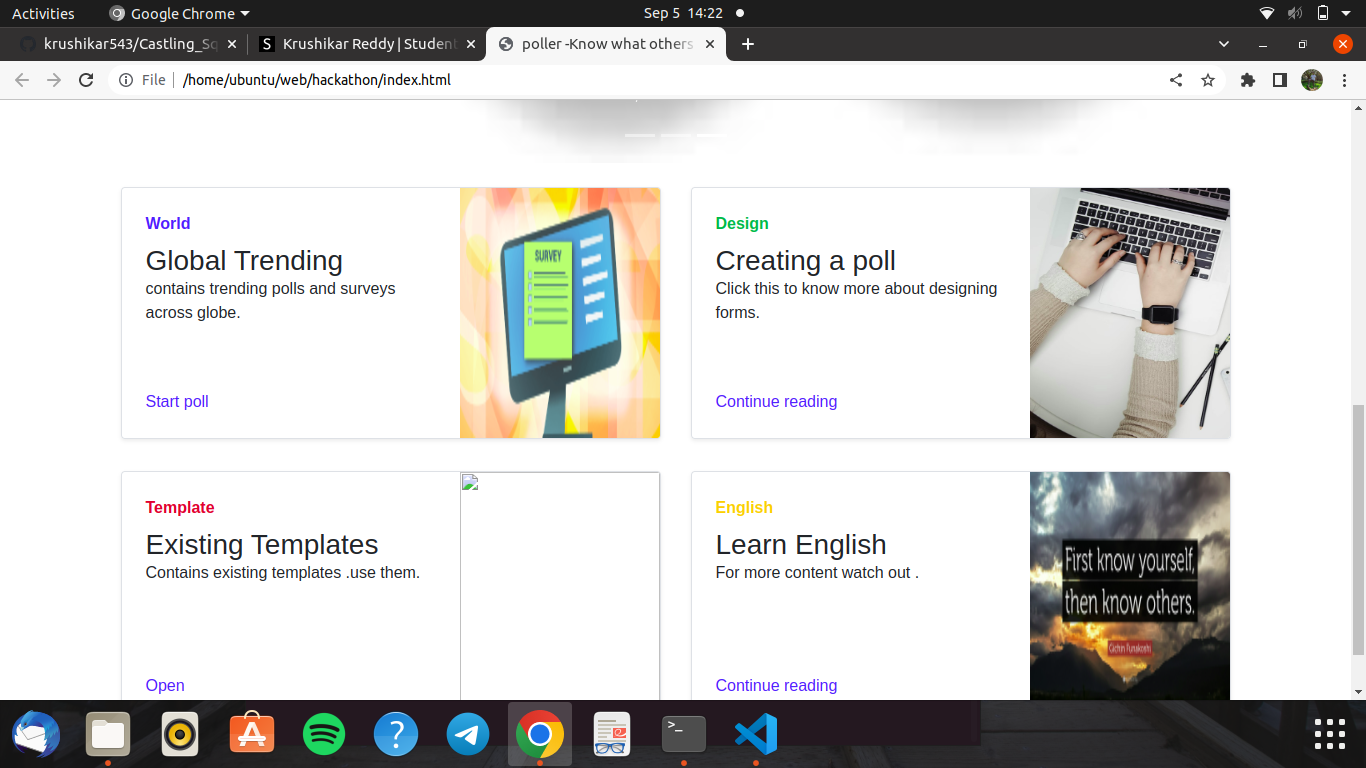 Activities
Google Chrome
Sep 5 14:22
krushikar543/Castling_Sq
Krushikar Reddy | Student
poller -Know what others
File
/home/ubuntu/web/hackathon/index.html
World
Global Trending
contains trending polls and surveys
across globe.
Start poll
SURVEY
Design
Creating a poll
Click this to know more about designing
forms.
Continue reading
Template
Existing Templates
Contains existing templates .use them.
Open
English
Learn English
For more content watch out .
Continue reading
First know yourself,
then know others.
Gichin Funakoshi